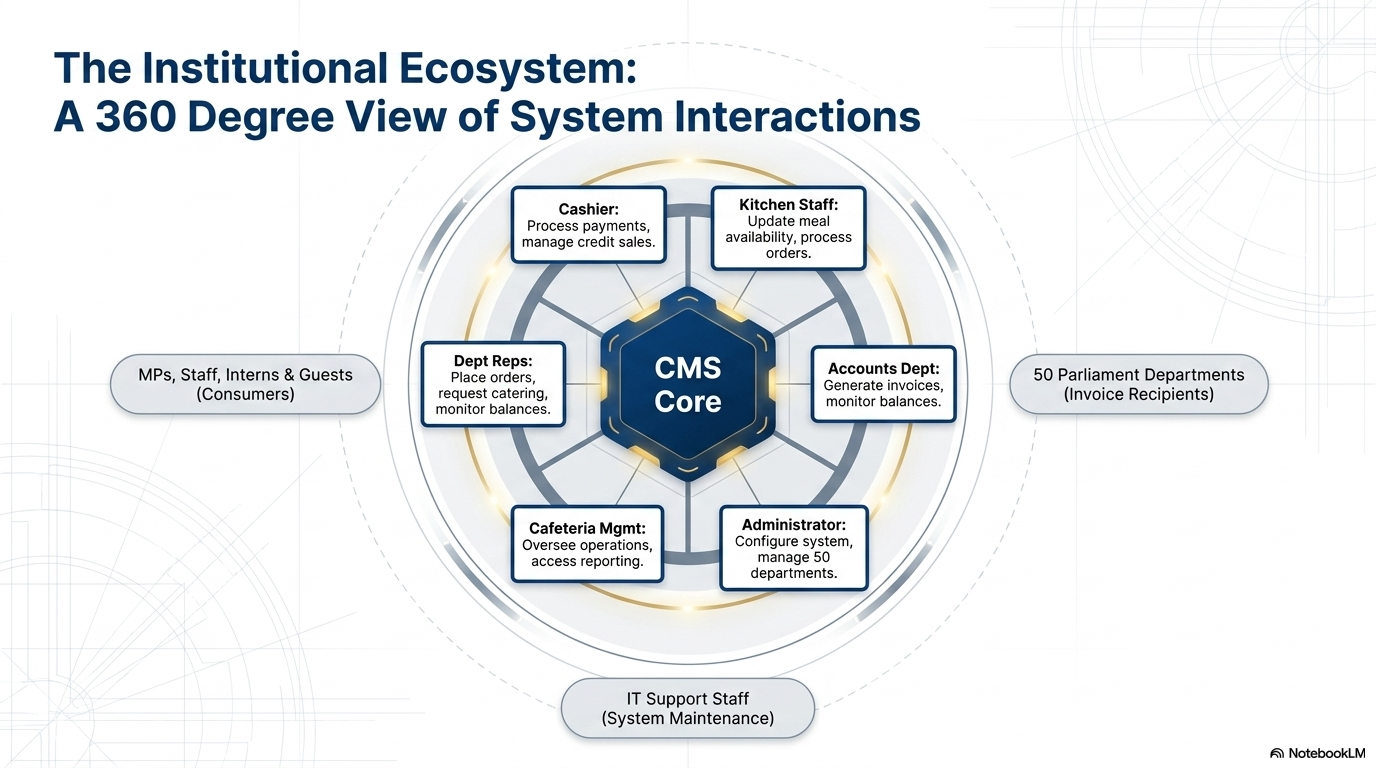 The Institutional Ecosystem:
A 360 Degree View of System Interactions
Cashier:
Process payments,
manage credit sales.
Kitchen Staff:
Update meal
availability, process
orders.
MPs, Staff, Interns & Guests
(Consumers)
Dept Reps:
Place orders,
request catering,
monitor balances.
CMS
Core
Accounts Dept:
Generate invoices,
monitor balances.
50 Parliament Departments
(Invoice Recipients)
Cafeteria Mgmt:
Oversee operations,
access reporting.
Administrator:
Configure system,
manage 50
departments.
IT Support Staff
(System Maintenance)
NotebookLM